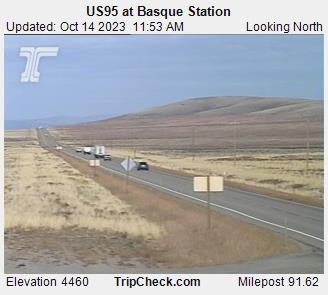 US95 at Basque Station
Updated: Oct 14 2023 11:53 AM Looking North
Elevation 4460 TripCheck.com Milepost 91.62